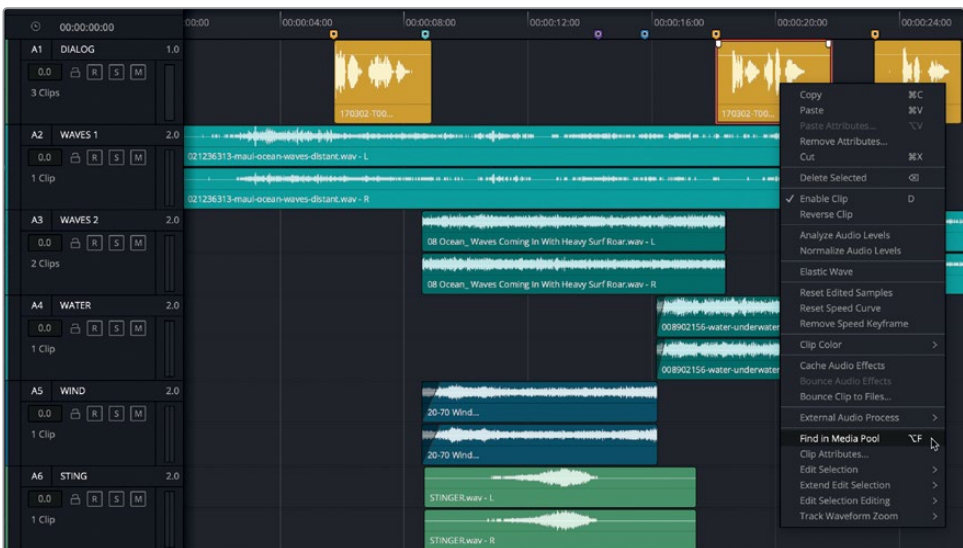 00:00:00:00
00:00
00:00:04:00
00:00:08:00
00:00:12:00
00:00:16:00
00:00:20:00
00:00:24:00
A1 DIALOG 1.0
0.0 R S M
3 Clips
170302-T00...
170302-T00...
A2 WAVES 1 2.0
0.0 R S M
1 Clip
021236313-maui-ocean-waves-distant.wav - L
021236313-maui-ocean-waves-distant.wav - R
A3 WAVES 2 2.0
0.0 R S M
2 Clips
08 Ocean_ Waves Coming In With Heavy Surf Roar.wav - L
08 Ocean_ Waves Coming In With Heavy Surf Roar.wav - R
A4 WATER 2.0
0.0 R S M
1 Clip
008902156-water-underwater
008902156-water-underwater
A5 WIND 2.0
0.0 R S M
1 Clip
20-70 Wind...
20-70 Wind...
A6 STING 2.0
0.0 R S M
1 Clip
STINGER.wav - L
STINGER.wav - R
Copy ⌘C
Paste ⌘V
Paste Attributes... ⌥V
Remove Attributes...
Cut ⌘X
Delete Selected ⌫
✓ Enable Clip D
Reverse Clip
Analyze Audio Levels
Normalize Audio Levels
Elastic Wave
Reset Edited Samples
Reset Speed Curve
Remove Speed Keyframe
Clip Color >
Cache Audio Effects
Bounce Audio Effects
Bounce Clip to Files...
External Audio Process >
Find in Media Pool ⌥F
Clip Attributes...
Edit Selection >
Extend Edit Selection >
Edit Selection Editing >
Track Waveform Zoom >